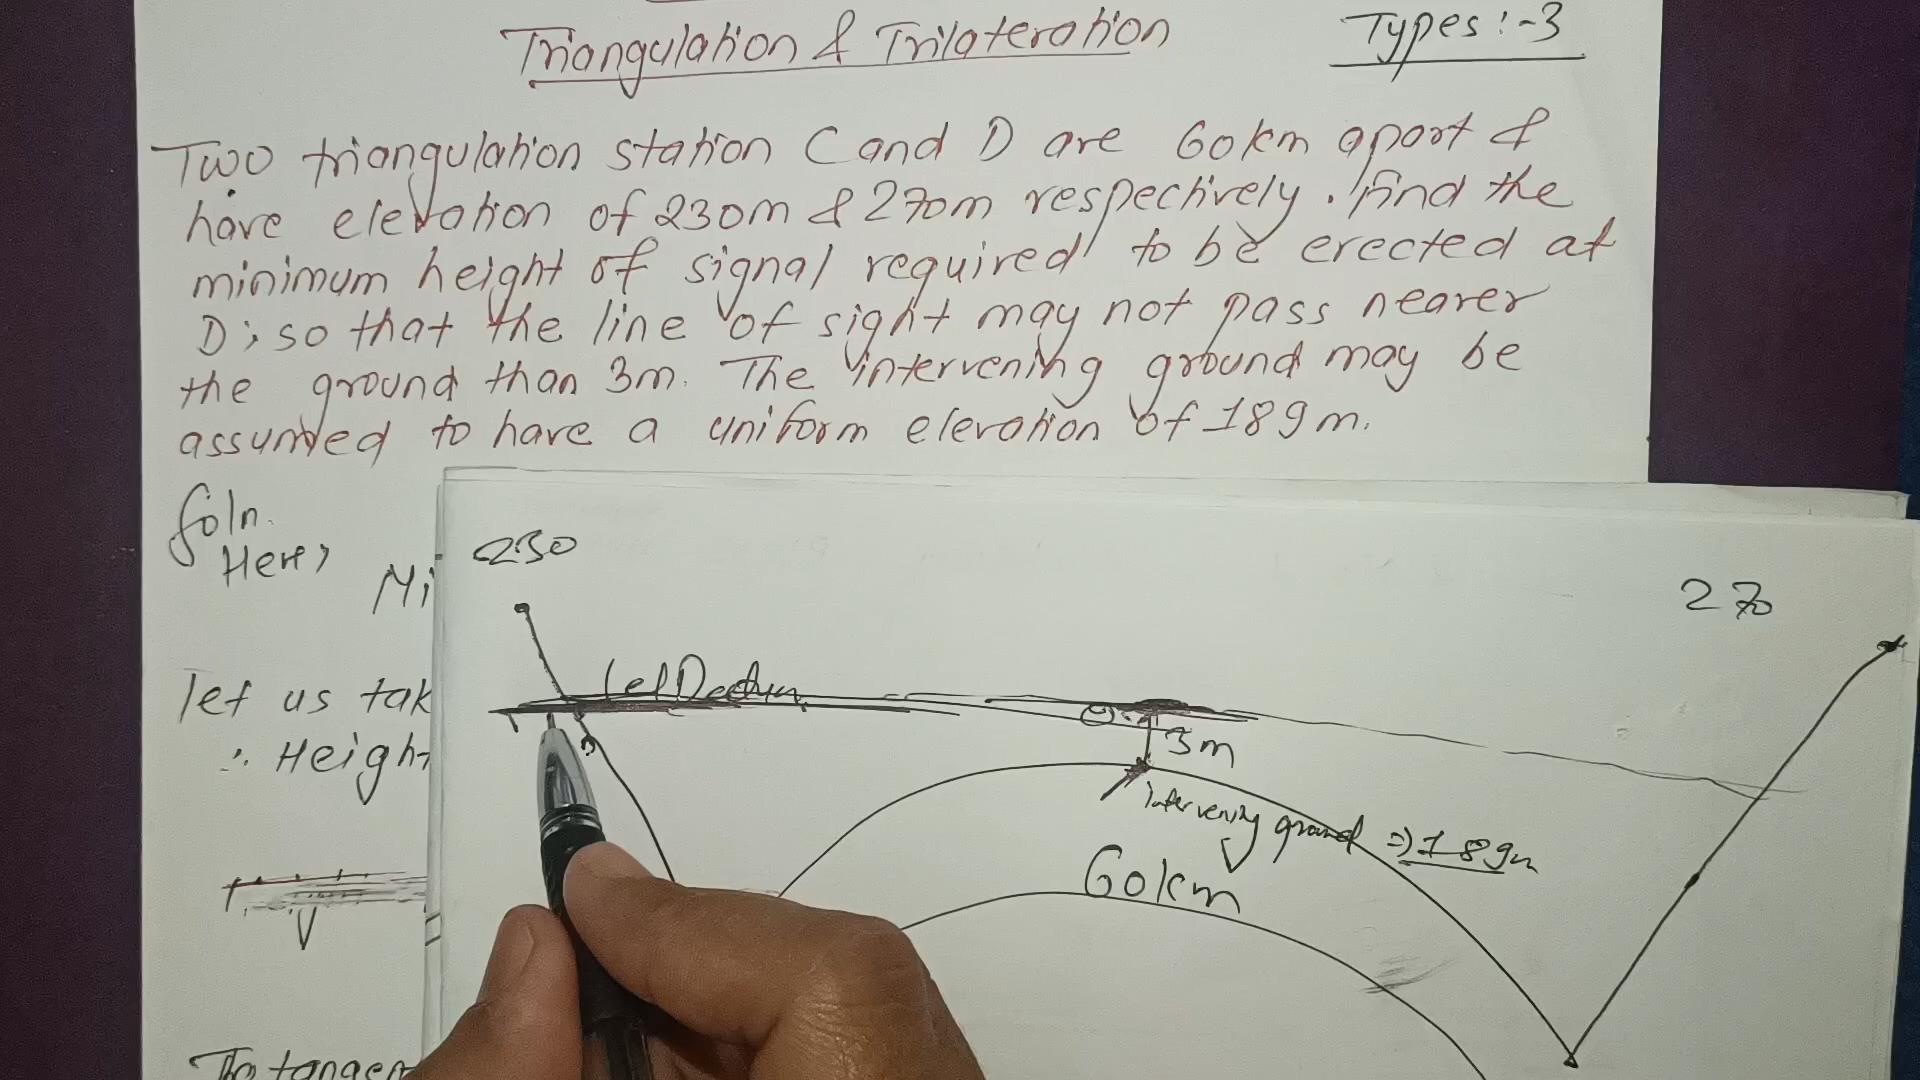 Triangulation & Trilateration
Types :-3
Two triangulation station C and D are 60km apart &
have elevation of 230m & 270m respectively. Find the
minimum height of signal required to be erected at
D; so that the line of sight may not pass nearer
the ground than 3m. The intervening ground may be
assumed to have a uniform elevation of 189m.
Soln.
Here,
Mi
let us tak
∴ Height
230
270
3m
intervening ground => 189m
60km